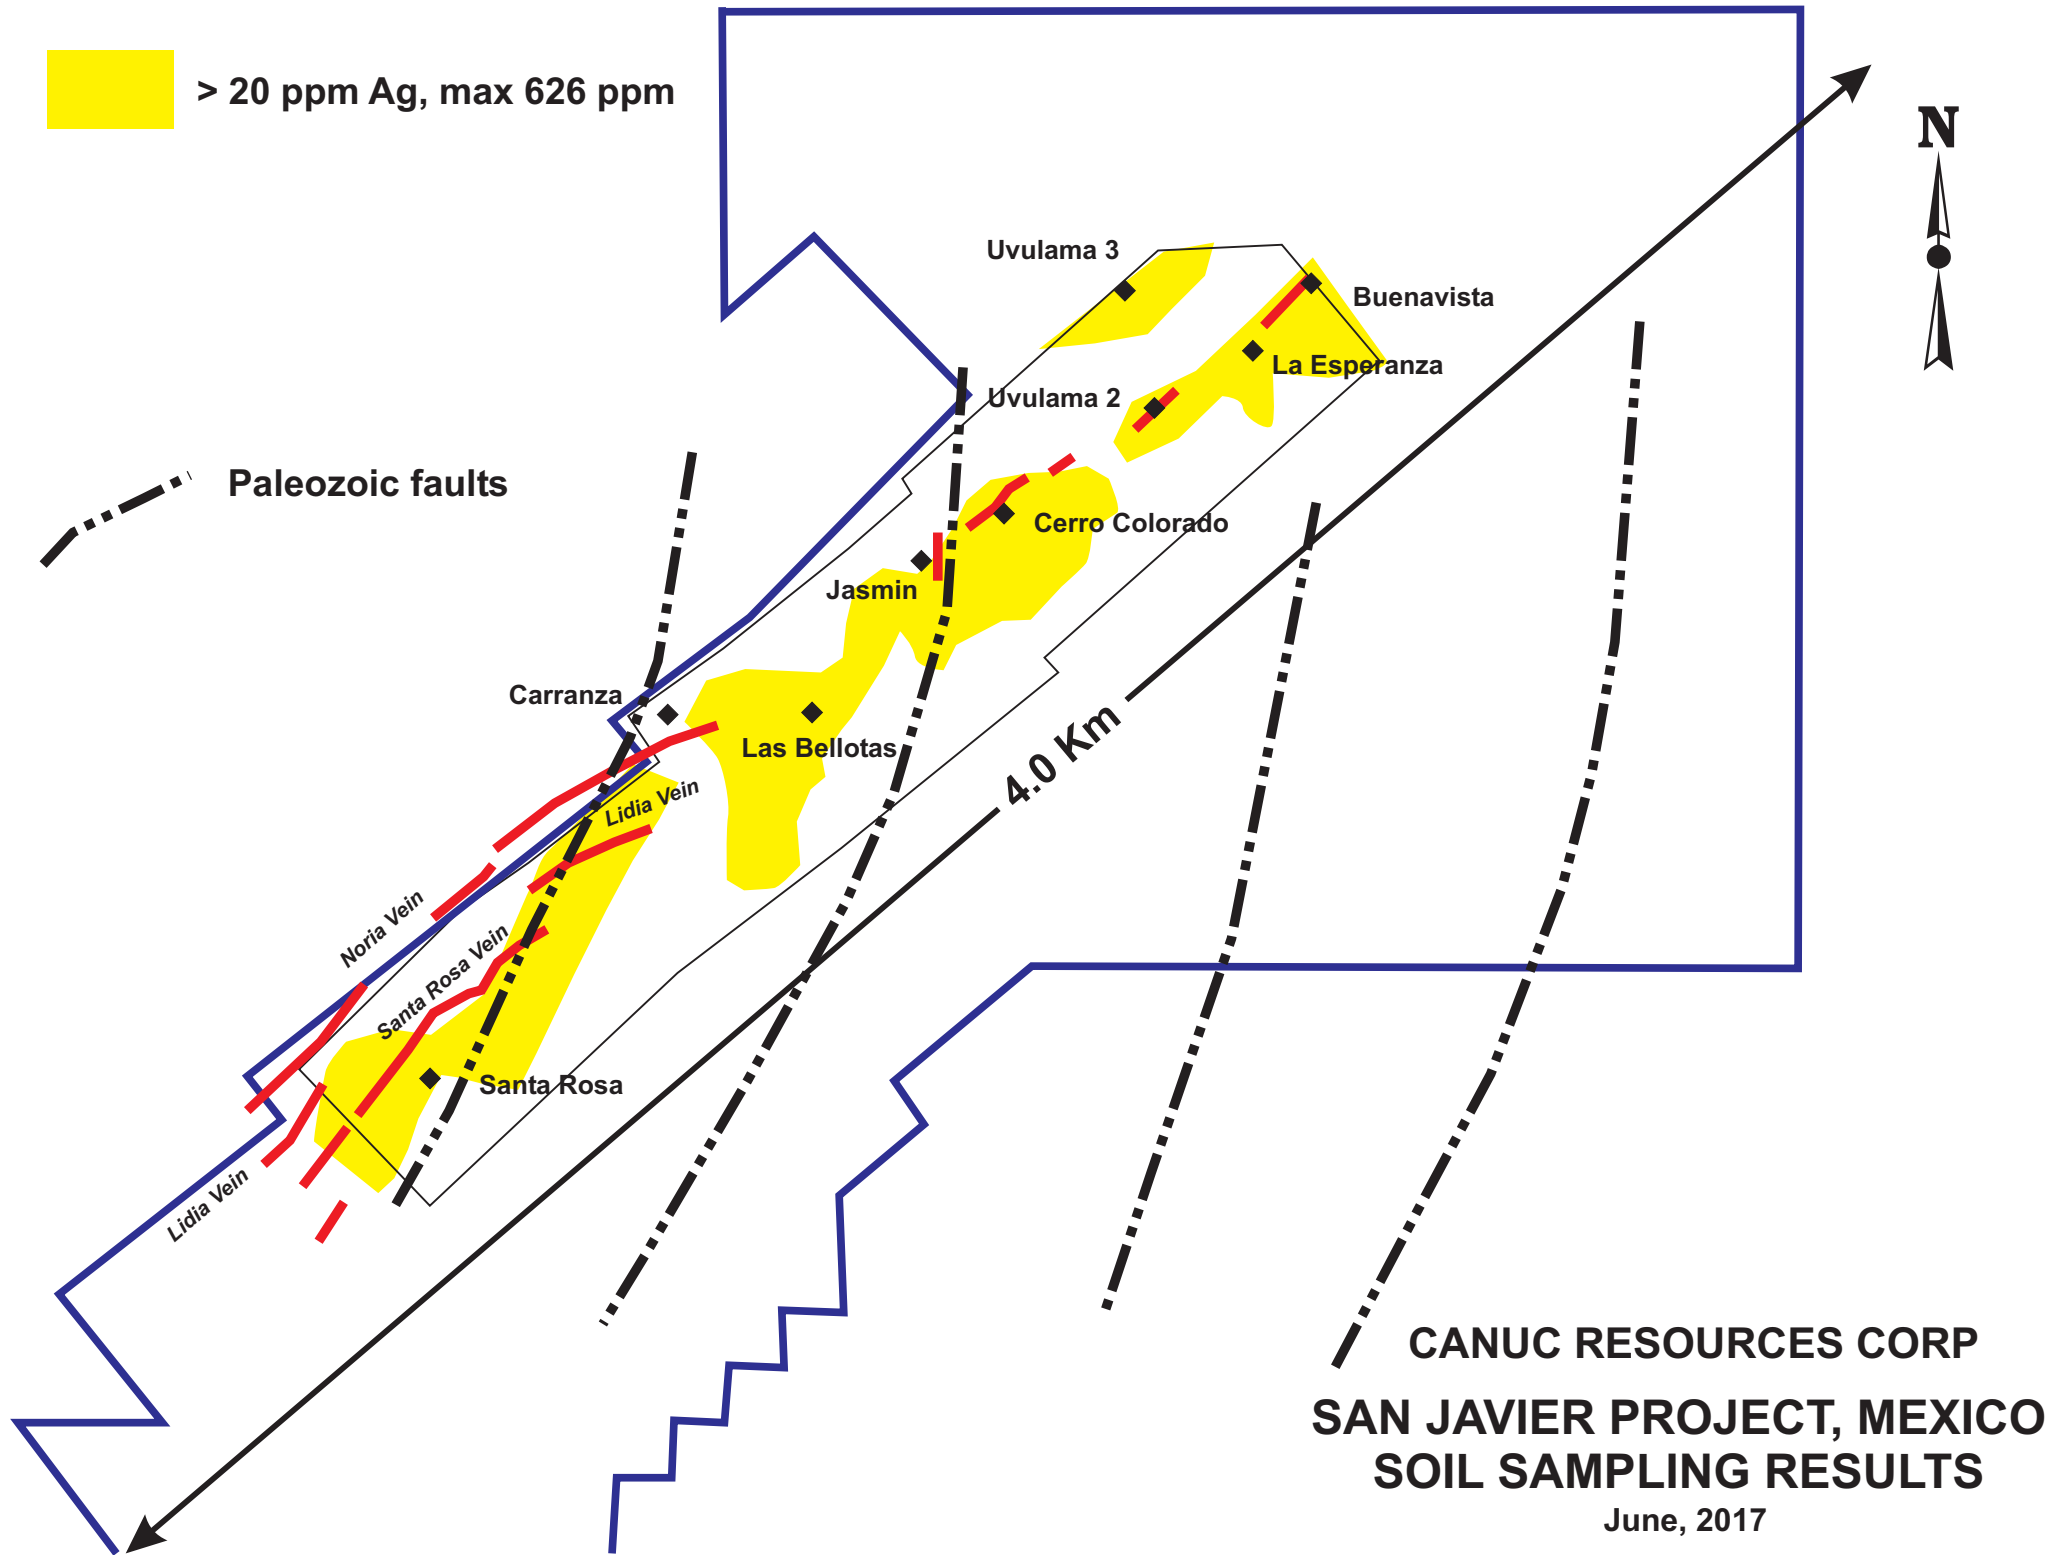 > 20 ppm Ag, max 626 ppm
N
Uvulama 3
Buenavista
La Esperanza
Uvulama 2
Paleozoic faults
Cerro Colorado
Jasmin
Carranza
Las Bellotas
4.0 Km
Lidia Vein
Noria Vein
Santa Rosa Vein
Santa Rosa
Lidia Vein
CANUC RESOURCES CORP
SAN JAVIER PROJECT, MEXICO
SOIL SAMPLING RESULTS
June, 2017